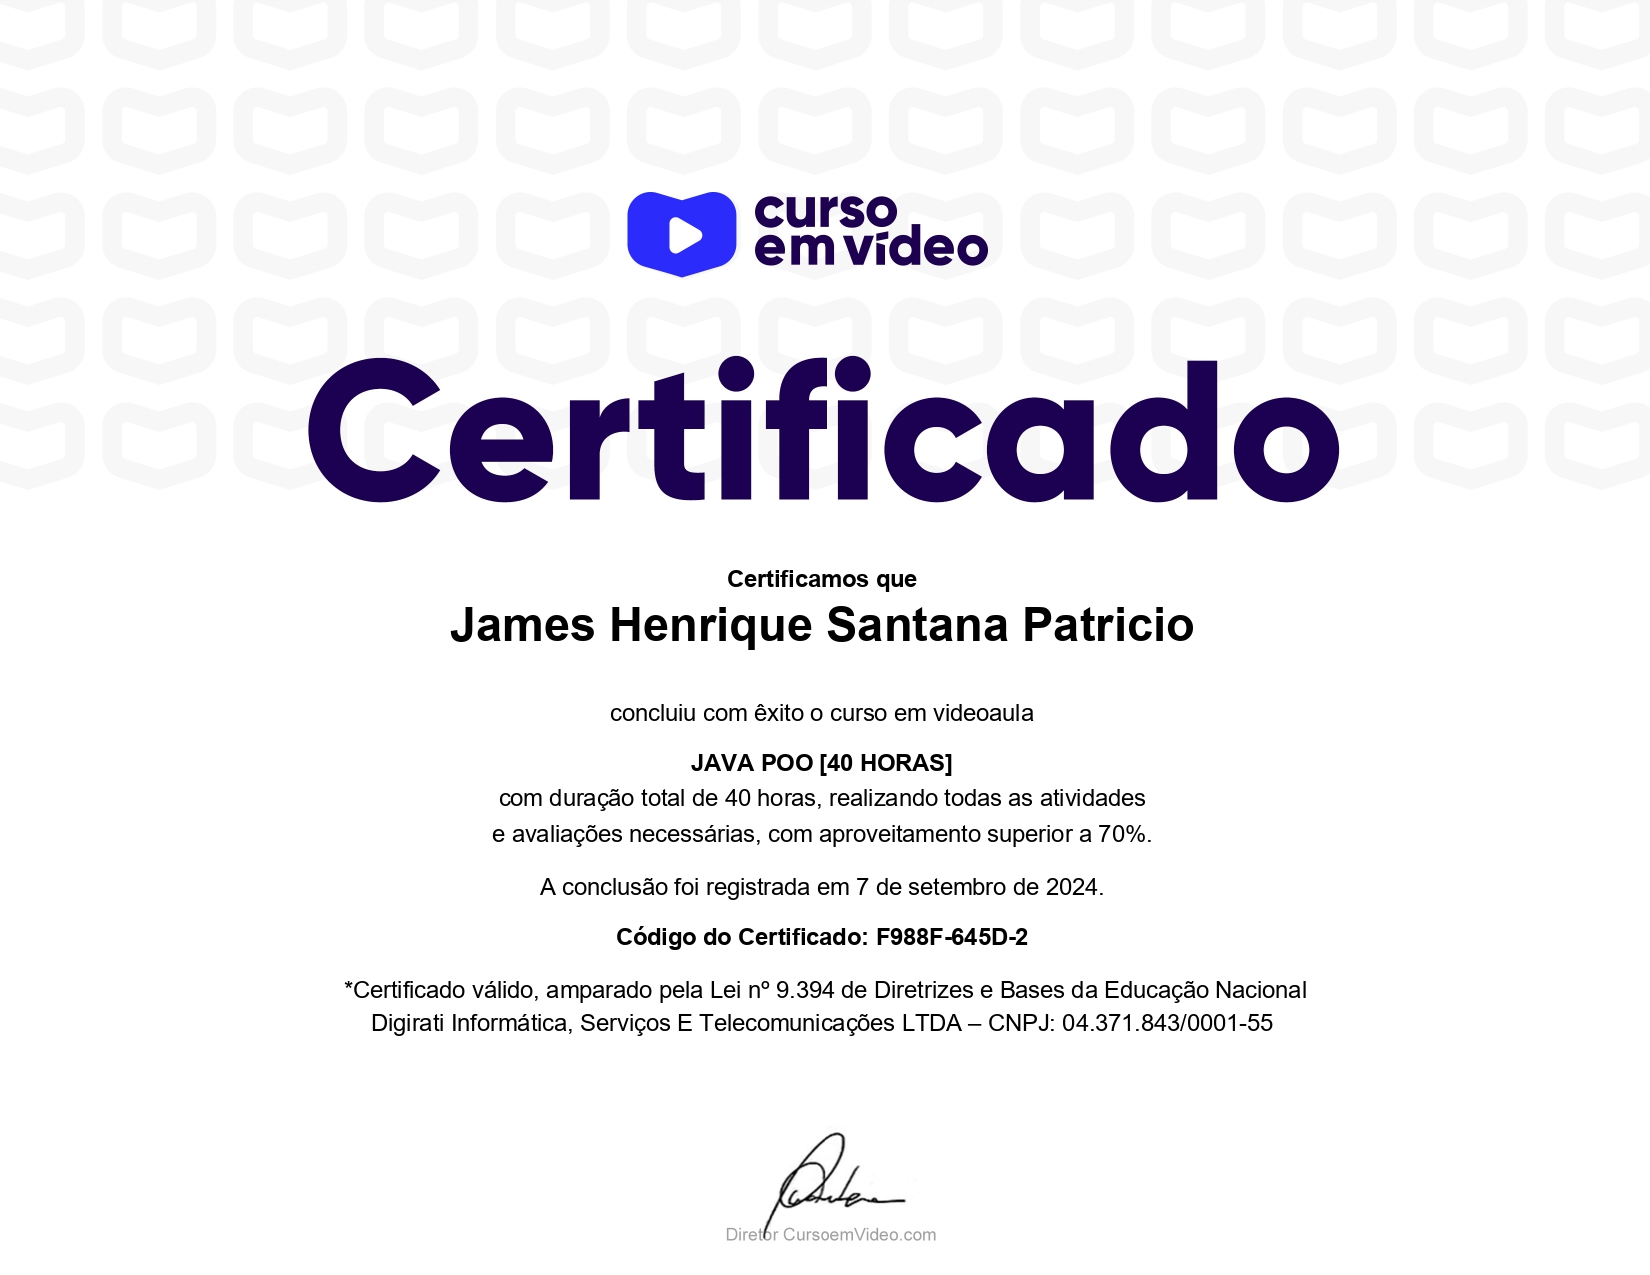 curso
em vídeo
Certificado
Certificamos que
James Henrique Santana Patricio
concluiu com êxito o curso em videoaula
JAVA POO [40 HORAS]
com duração total de 40 horas, realizando todas as atividades
e avaliações necessárias, com aproveitamento superior a 70%.
A conclusão foi registrada em 7 de setembro de 2024.
Código do Certificado: F988F-645D-2
*Certificado válido, amparado pela Lei nº 9.394 de Diretrizes e Bases da Educação Nacional
Digirati Informática, Serviços E Telecomunicações LTDA – CNPJ: 04.371.843/0001-55
Diretor CursoemVideo.com